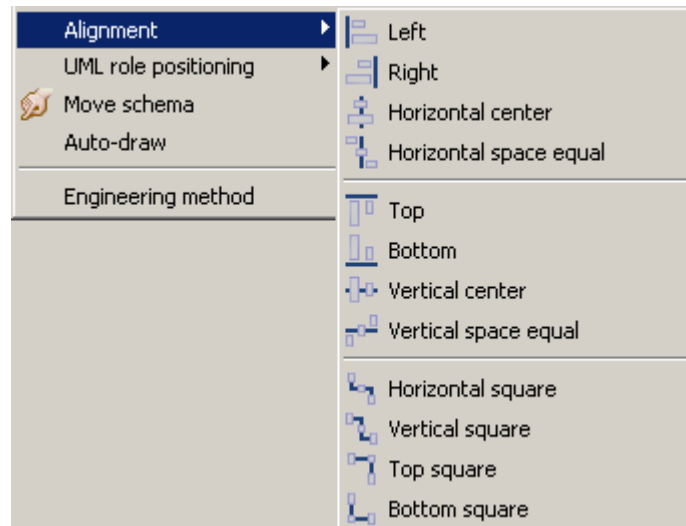 Alignment
UML role positioning
Move schema
Auto-draw
Engineering method
Left
Right
Horizontal center
Horizontal space equal
Top
Bottom
Vertical center
Vertical space equal
Horizontal square
Vertical square
Top square
Bottom square